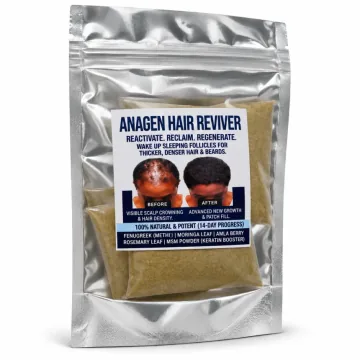 ANAGEN HAIR REVIVER
REACTIVATE. RECLAIM. REGENERATE.
WAKE UP SLEEPING FOLLICLES FOR
THICKER, DENSER HAIR & BEARDS.
BEFORE
AFTER
VISIBLE SCALP CROWNING
& HAIR DENSITY.
ADVANCED NEW GROWTH
& PATCH FILL.
100% NATURAL & POTENT (14-DAY PROGRESS)
FENUGREEK (METHI) | MORINGA LEAF | AMLA BERRY
ROSEMARY LEAF | MSM POWDER (KERATIN BOOSTER)